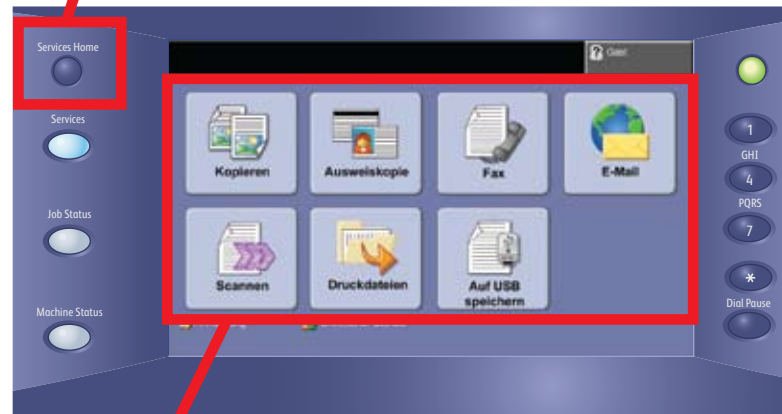 Services Home
Services
Job Status
Machine Status
Gast
Kopieren
Ausweiskopie
Fax
E-Mail
Scannen
Druckdateien
Auf USB
speichern
1
GHI
4
PQRS
7
*
Dial Pause